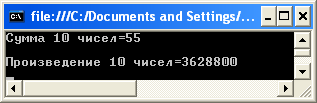 file:///C:/Documents and Settings/...
Сумма 10 чисел=55
Произведение 10 чисел=3628800